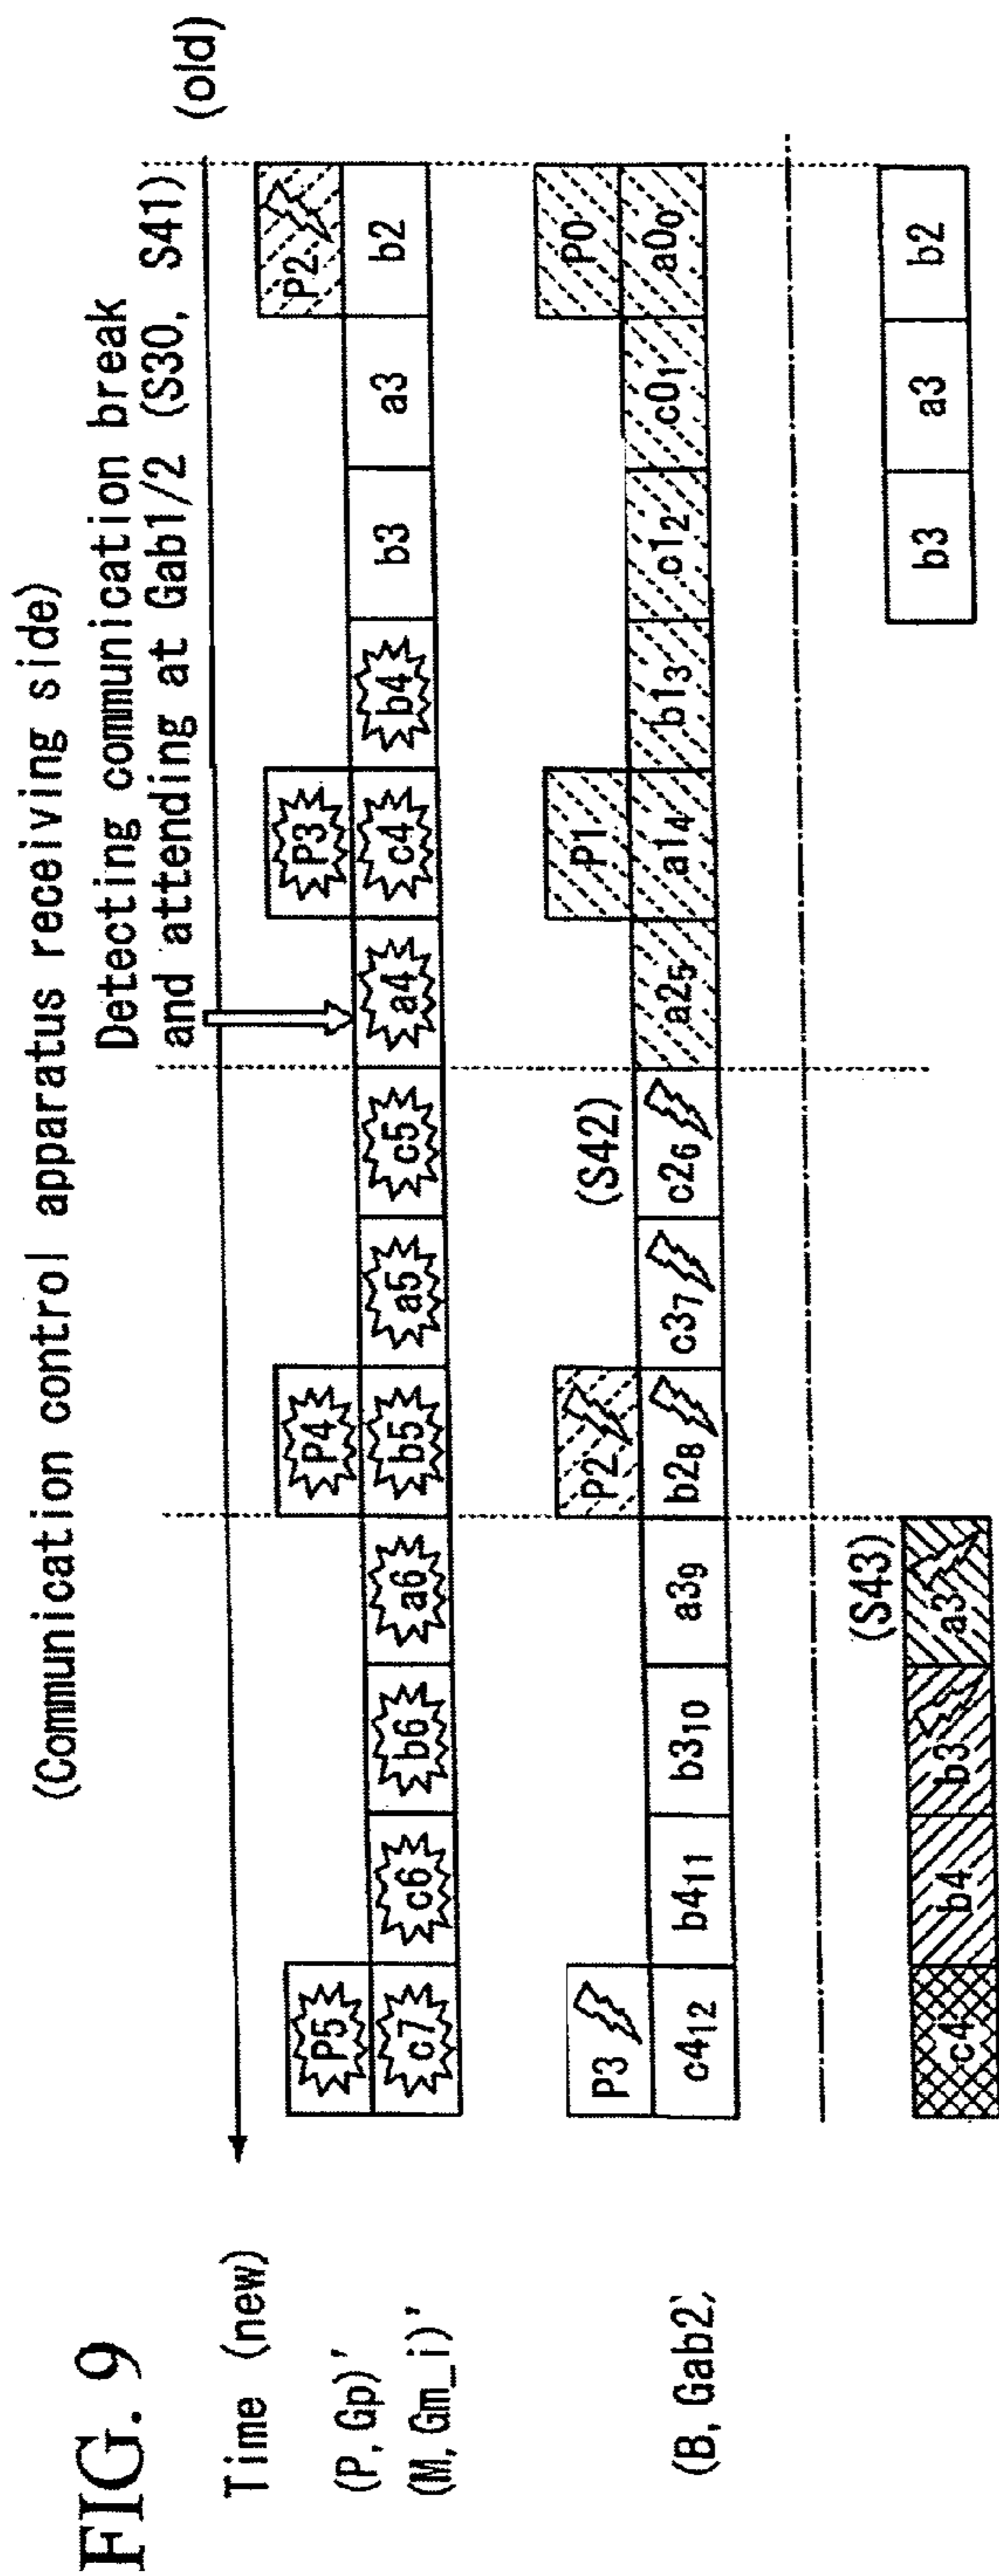 FIG. 9
(Communication control apparatus receiving side)
Detecting communication break
and attending at Gab1/2 (S30, S41)
Time (new)
(old)
(P, Gp)'
P5
P4
P3
P2
(M, Gm_i)'
c7
c6
b6
a6
b5
a5
c5
a4
c4
b4
b3
a3
b2
(S42)
P3
P2
P1
P0
(B, Gab2)
c4₁₂
b4₁₁
b3₁₀
a3₉
b2₈
c3₇
c2₆
a2₅
a1₄
b1₃
c1₂
c0₁
a0₀
(S43)
c4
b4
b3
a3
b3
a3
b2